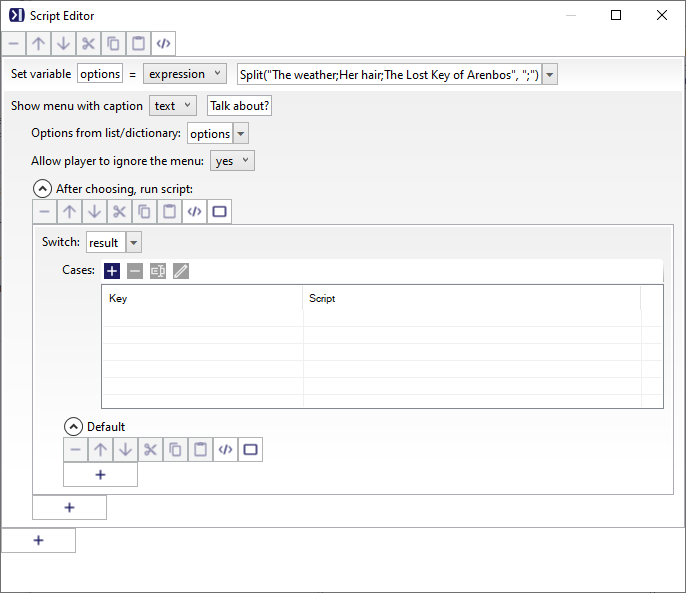 Script Editor
Set variable options = expression Split("The weather;Her hair;The Lost Key of Arenbos", ";")
Show menu with caption text Talk about?
Options from list/dictionary: options
Allow player to ignore the menu: yes
After choosing, run script:
Switch: result
Cases:
Key Script
Default